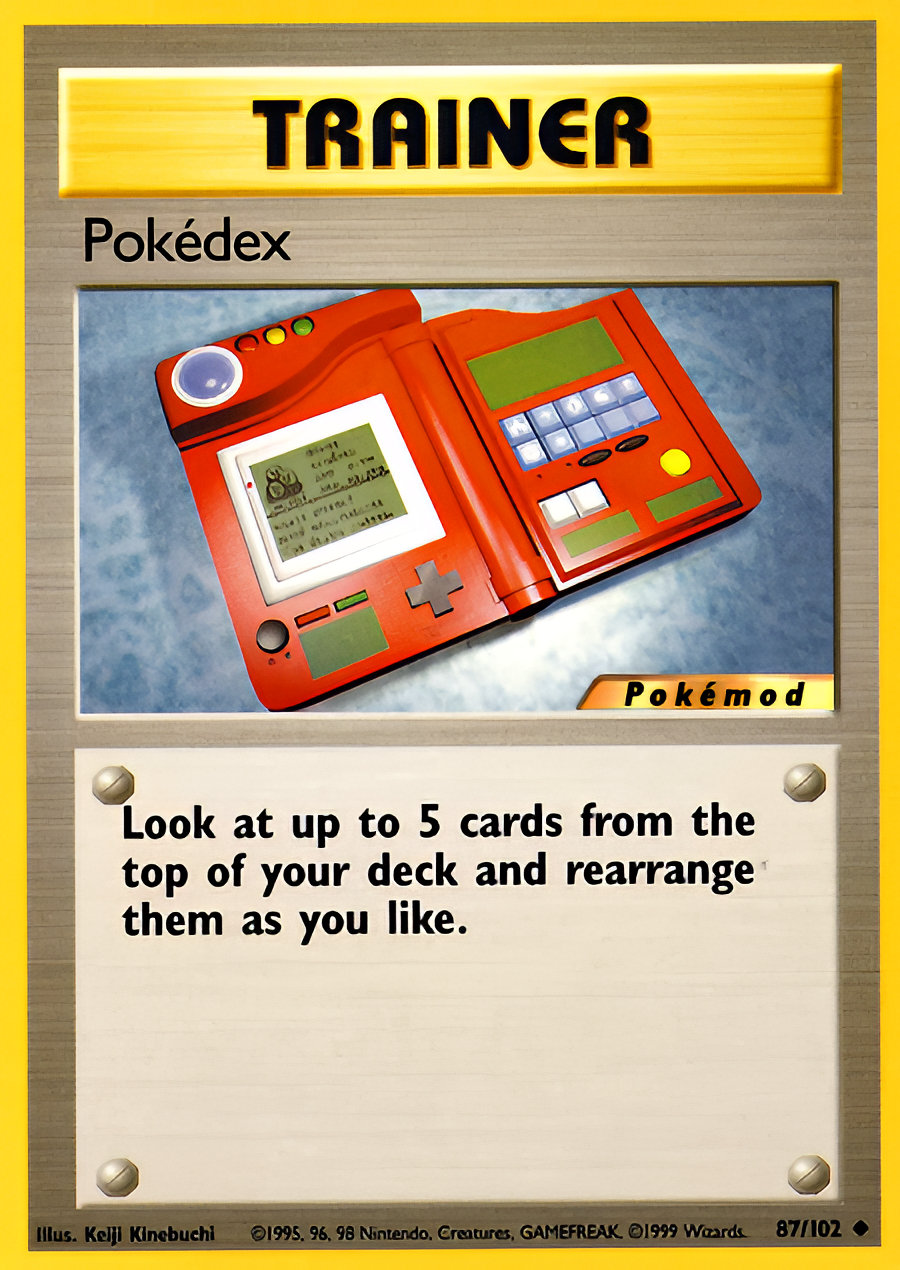 TRAINER
Pokédex
Pokémod
Look at up to 5 cards from the
top of your deck and rearrange
them as you like.
Illus. Keiji Kinebuchi ©1995, 96, 98 Nintendo, Creatures, GAMEFREAK. ©1999 Wizards. 87/102